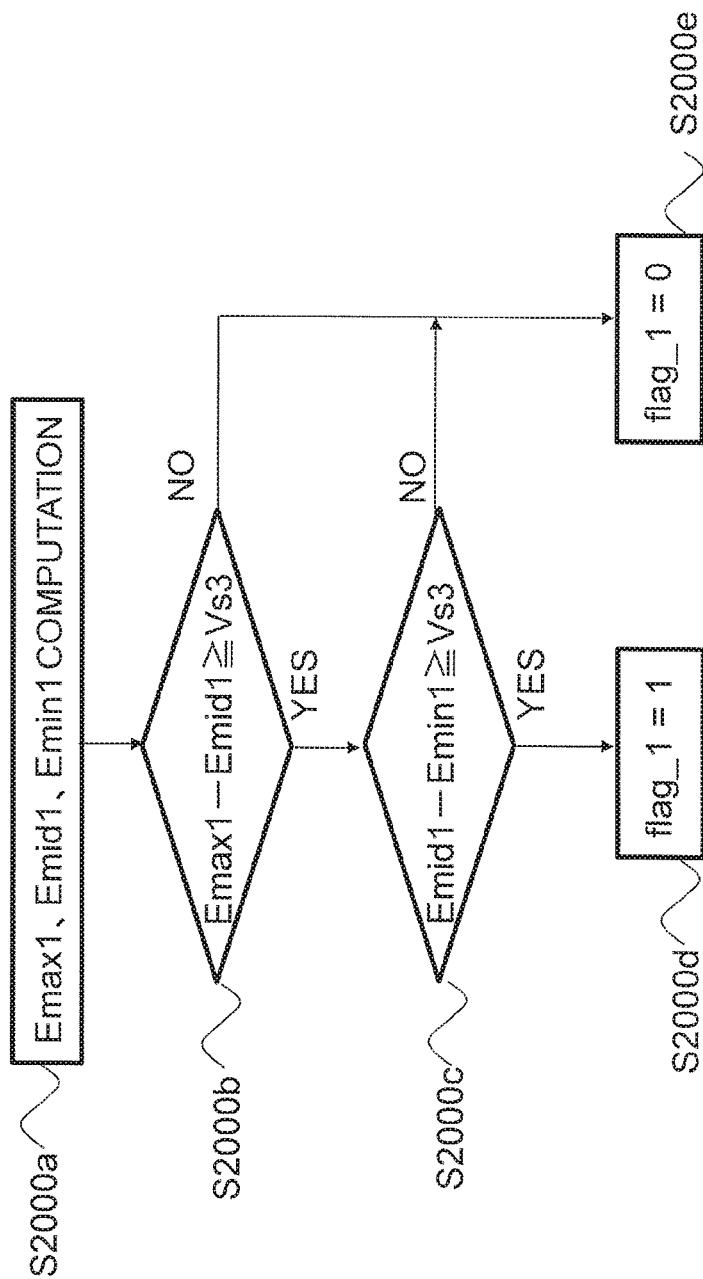 S2000a
Emax1、Emid1、Emin1 COMPUTATION
S2000b
Emax1－Emid1≧Vs3
NO
YES
S2000c
Emid1－Emin1≧Vs3
NO
YES
S2000d
flag_1 = 1
flag_1 = 0
S2000e